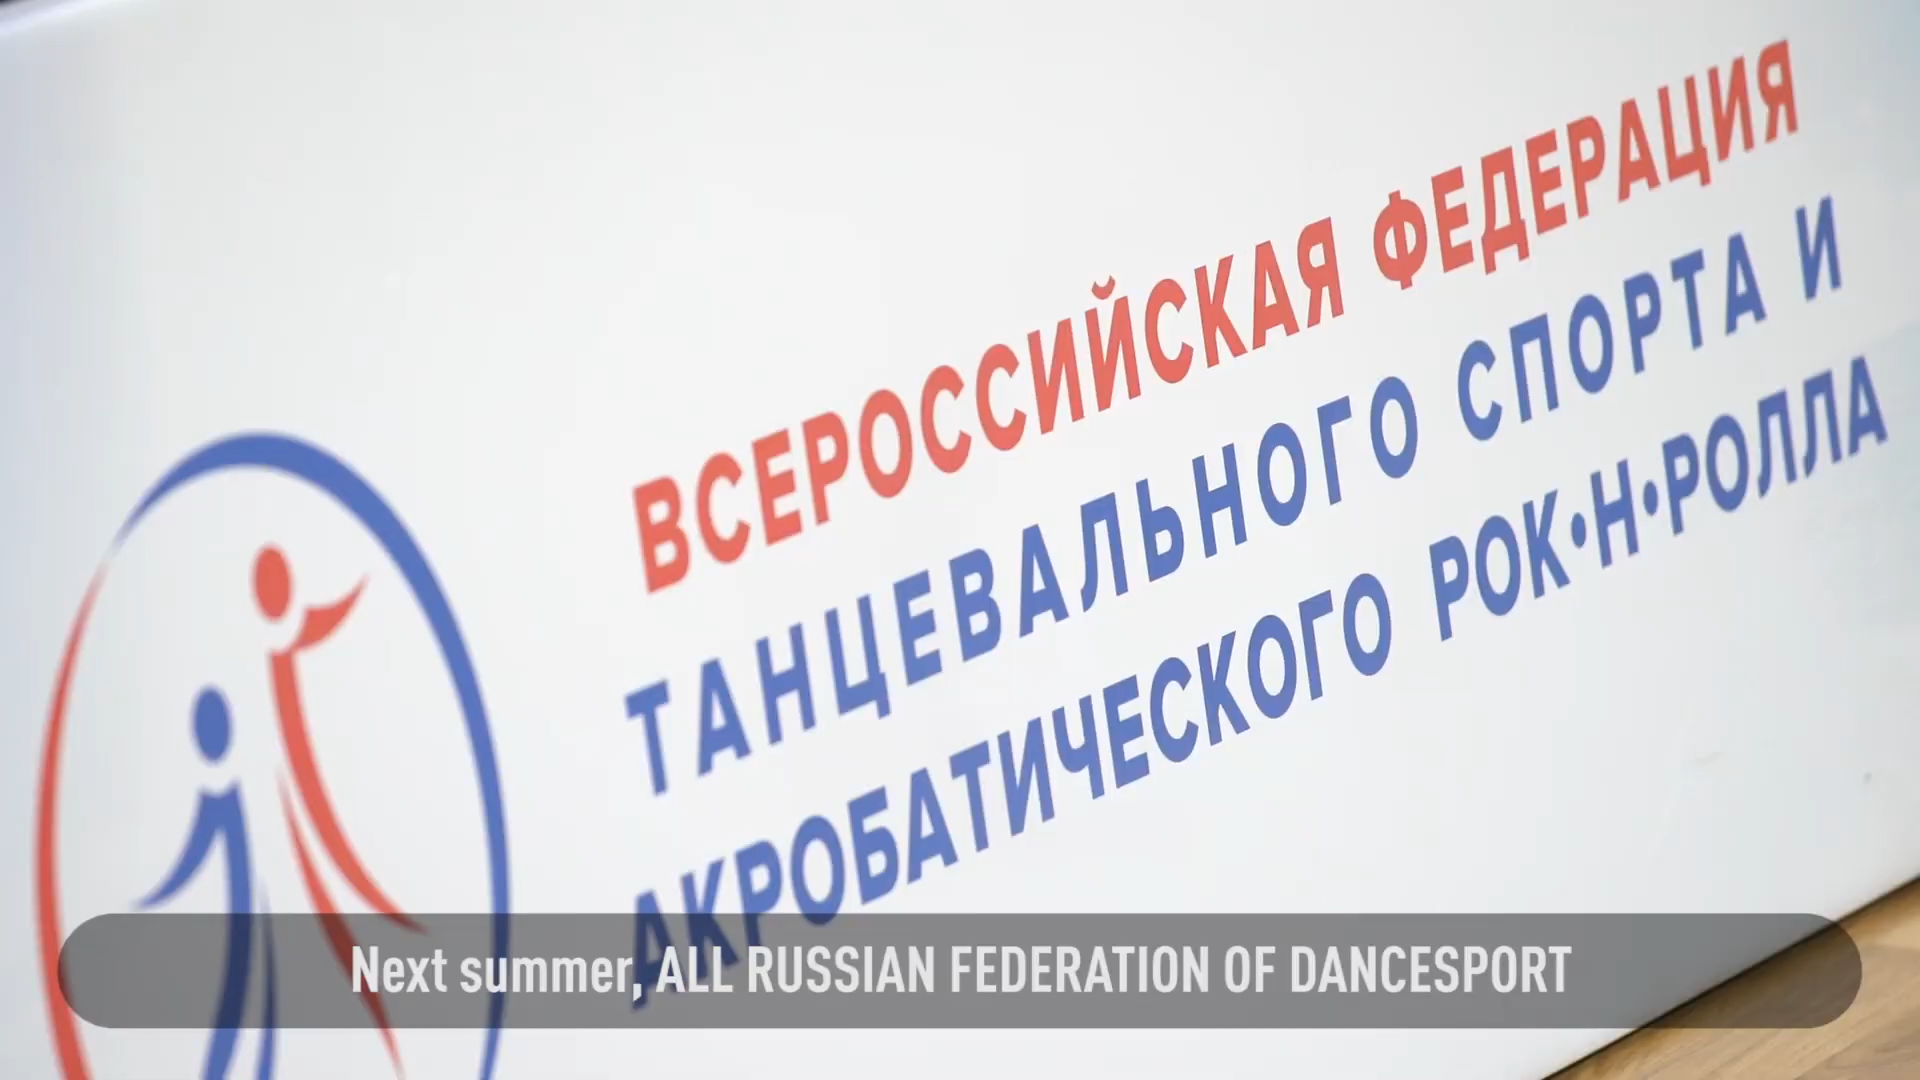 ВСЕРОССИЙСКАЯ ФЕДЕРАЦИЯ
ТАНЦЕВАЛЬНОГО СПОРТА И
АКРОБАТИЧЕСКОГО РОК•Н•РОЛЛА
Next summer, ALL RUSSIAN FEDERATION OF DANCESPORT